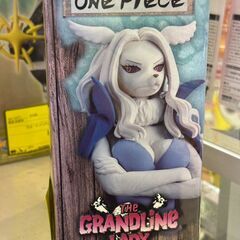 ONE PIECE
THE
GRANDLINE
LADY